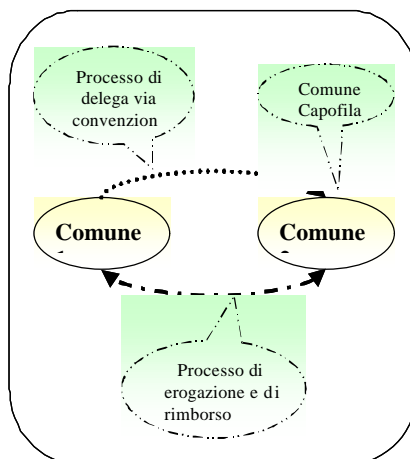 Processo di
delega via
convenzion
Comune
Capofila
Comune
Comune
Processo di
erogazione e di
rimborso